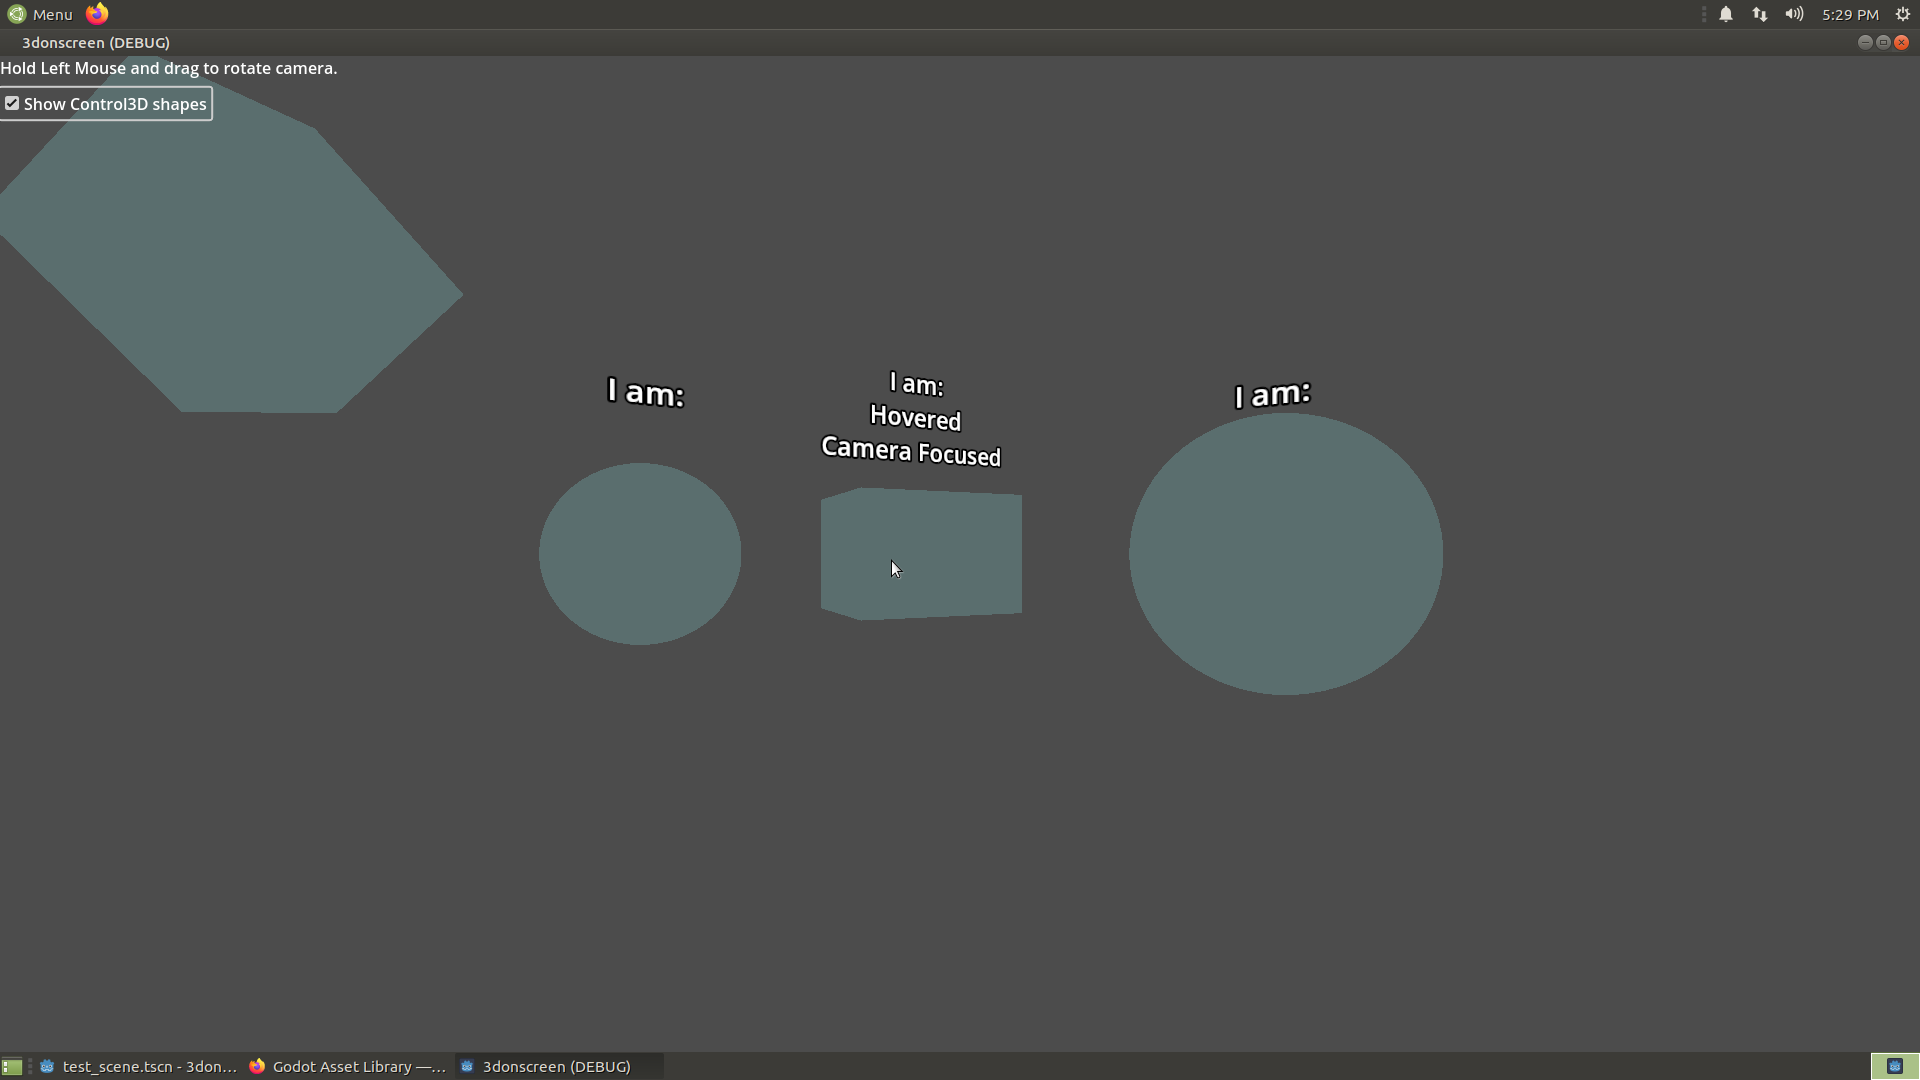 Menu
5:29 PM
3donscreen (DEBUG)
Hold Left Mouse and drag to rotate camera.
Show Control3D shapes
I am:
I am:
Hovered
Camera Focused
I am:
test_scene.tscn - 3don...
Godot Asset Library —...
3donscreen (DEBUG)